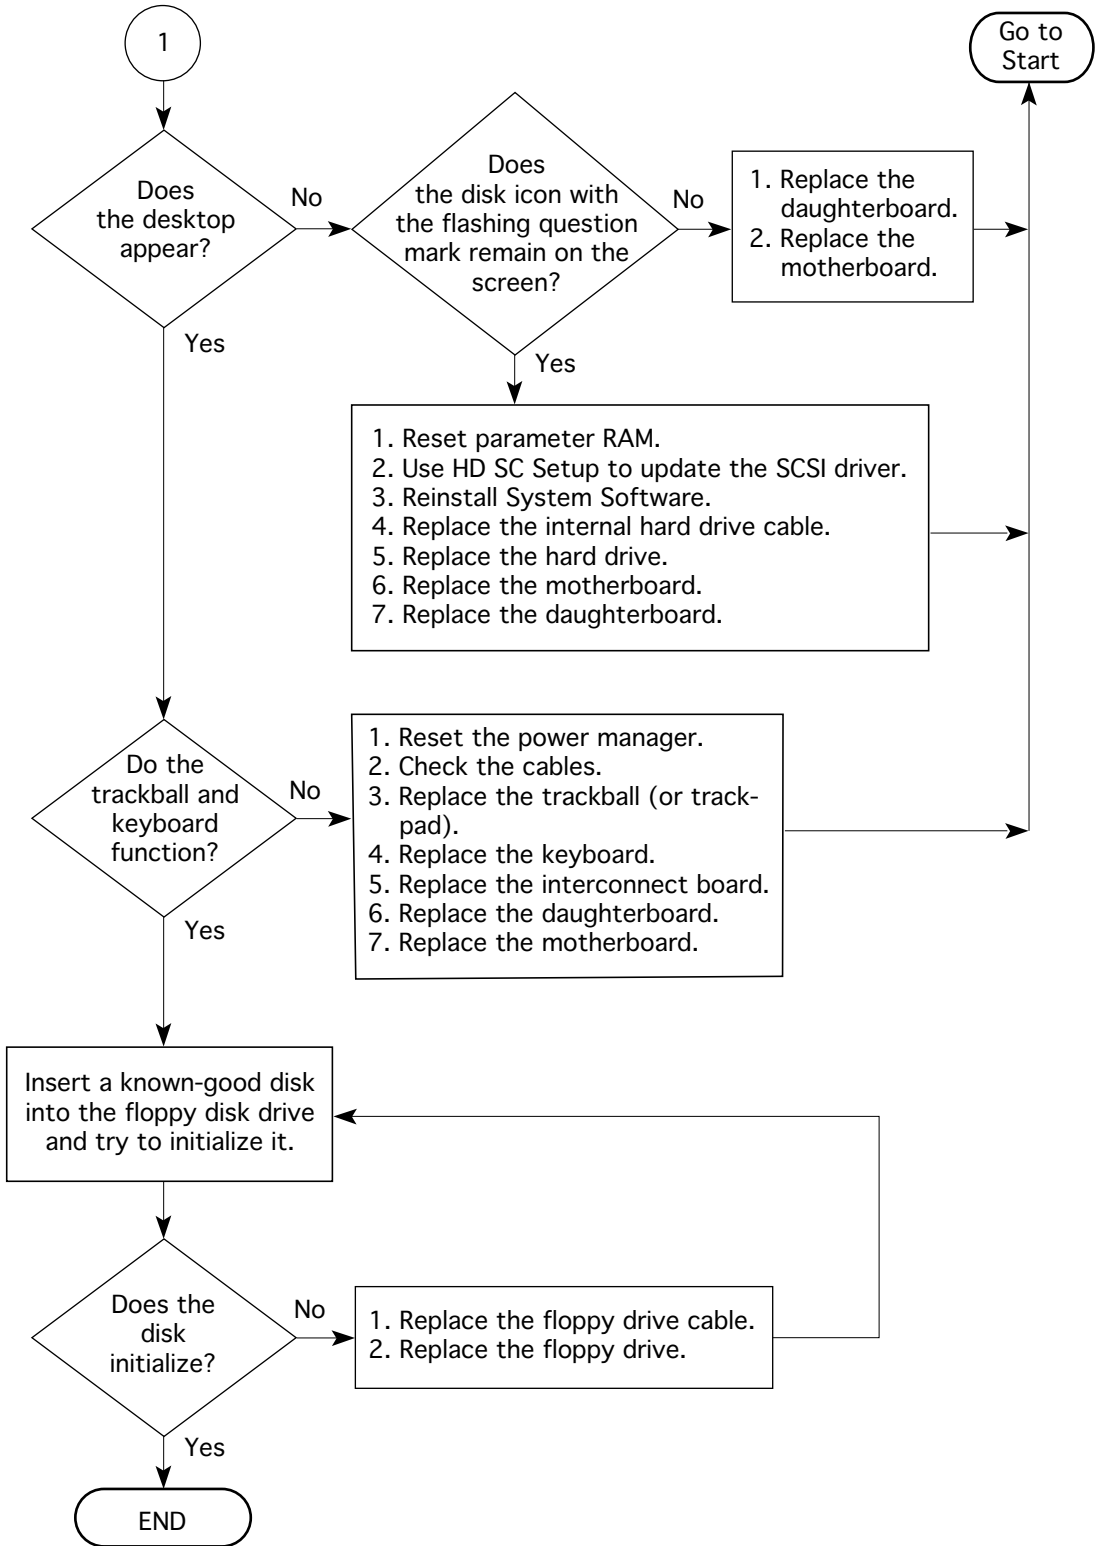 1
Go to
Start
Does
the desktop
appear?
No
Does
the disk icon with
the flashing question
mark remain on the
screen?
No
1. Replace the
daughterboard.
2. Replace the
motherboard.
Yes
Yes
1. Reset parameter RAM.
2. Use HD SC Setup to update the SCSI driver.
3. Reinstall System Software.
4. Replace the internal hard drive cable.
5. Replace the hard drive.
6. Replace the motherboard.
7. Replace the daughterboard.
Do the
trackball and
keyboard
function?
No
1. Reset the power manager.
2. Check the cables.
3. Replace the trackball (or track-
pad).
4. Replace the keyboard.
5. Replace the interconnect board.
6. Replace the daughterboard.
7. Replace the motherboard.
Yes
Insert a known-good disk
into the floppy disk drive
and try to initialize it.
Does the
disk
initialize?
No
1. Replace the floppy drive cable.
2. Replace the floppy drive.
Yes
END